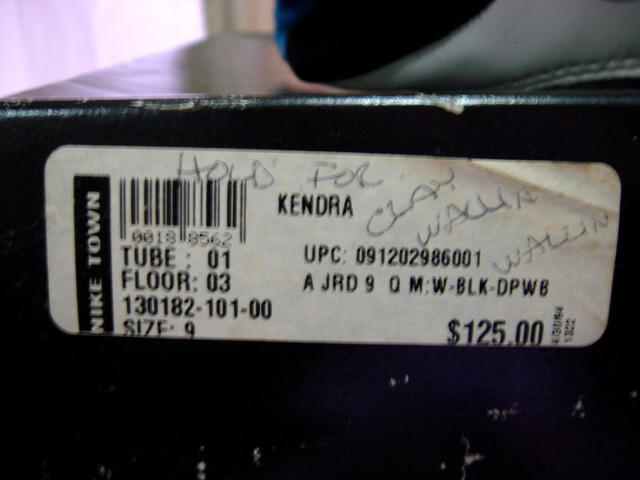 HOLD FOR
CLAY
WALLIN
WALLIN
NIKE TOWN
KENDRA
0018 8562
TUBE: 01
FLOOR: 03
130182-101-00
SIZE: 9
UPC: 091202986001
A JRD 9 Q M:W-BLK-DPWB
$125.00